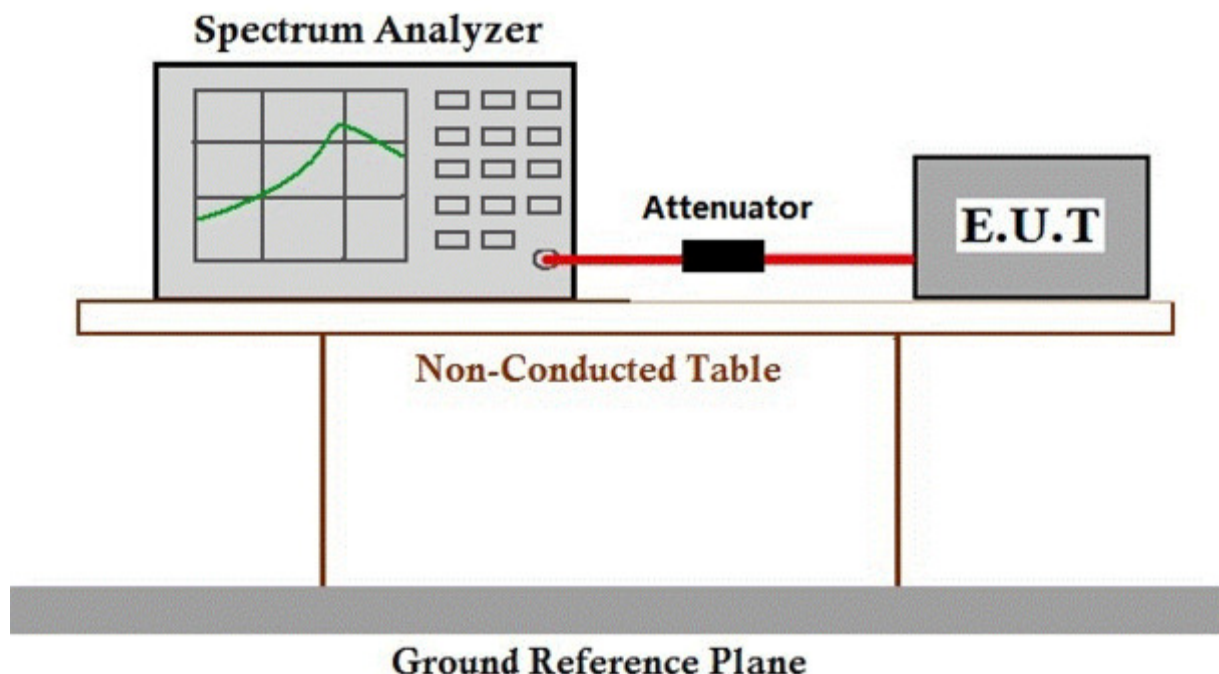 Spectrum Analyzer
Attenuator
E.U.T
Non-Conducted Table
Ground Reference Plane